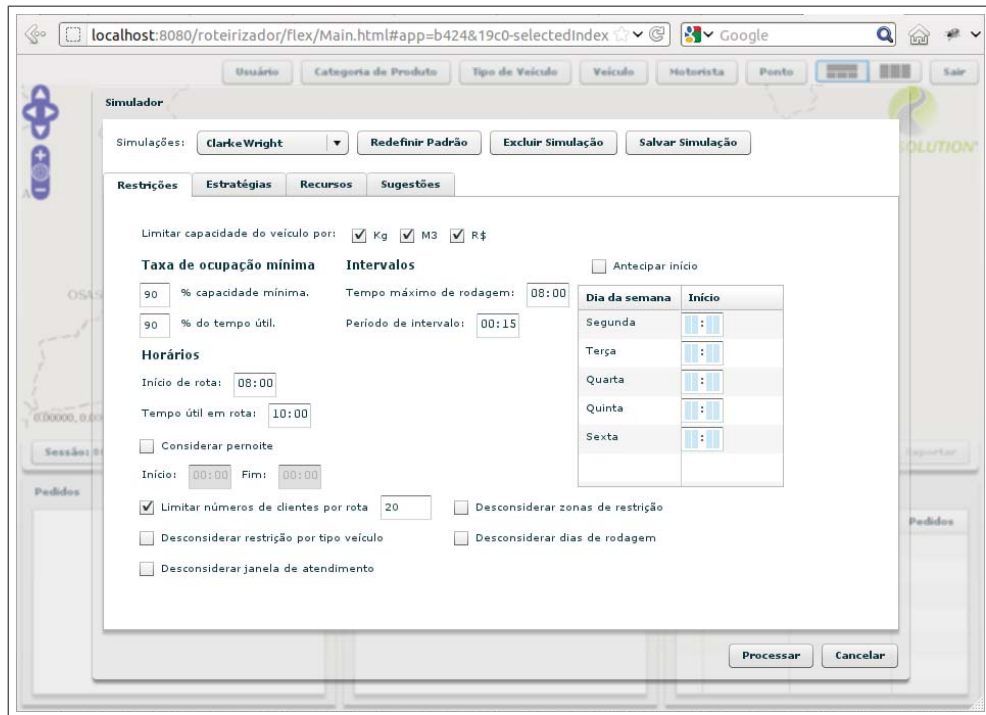 localhost:8080/roteirizador/flex/Main.html#app=b424&19c0-selectedIndex
Google
Usuário Categoria de Produto Tipo de Veículo Veículo Motorista Ponto Sair
Simulador
SOLUTION
Simulações: Clarke Wright Redefinir Padrão Excluir Simulação Salvar Simulação
Restrições Estratégias Recursos Sugestões
Limitar capacidade do veículo por: Kg M3 R$
Taxa de ocupação mínima Intervalos Antecipar início
90 % capacidade mínima. Tempo máximo de rodagem: 08:00
90 % do tempo útil. Período de intervalo: 00:15
Dia da semana Início
Segunda :
Terça :
Quarta :
Quinta :
Sexta :
Horários
Início de rota: 08:00
Tempo útil em rota: 10:00
Considerar pernoite
Início: 00:00 Fim: 00:00
Limitar números de clientes por rota 20 Desconsiderar zonas de restrição
Desconsiderar restrição por tipo veículo Desconsiderar dias de rodagem
Desconsiderar janela de atendimento
OSAS
Sessão: Exportar
Pedidos Pedidos
Processar Cancelar